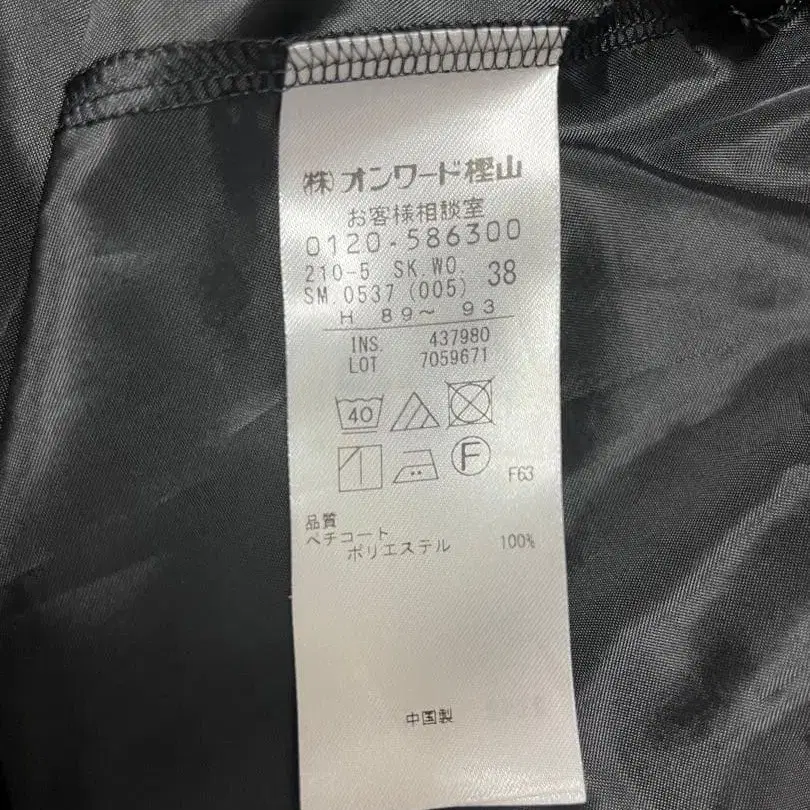 ㈱オンワード樫山
お客様相談室
0120-586300
210-5 SK.WO. 38
SM 0537 (005)
H 89〜 93
INS. 437980
LOT 7059671
40
F
F63
品質
ペチコート
ポリエステル 100%
中国製